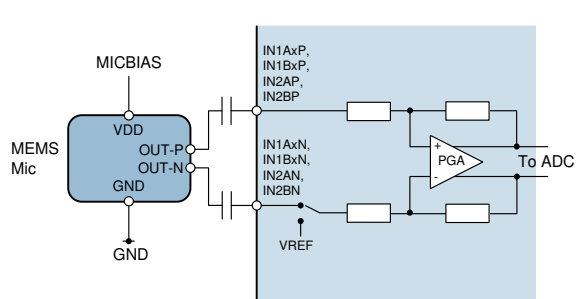 MICBIAS
MEMS
Mic
VDD
OUT-P
OUT-N
GND
GND
IN1AxP,
IN1BxP,
IN2AP,
IN2BP
IN1AxN,
IN1BxN,
IN2AN,
IN2BN
VREF
+
PGA
-
To ADC